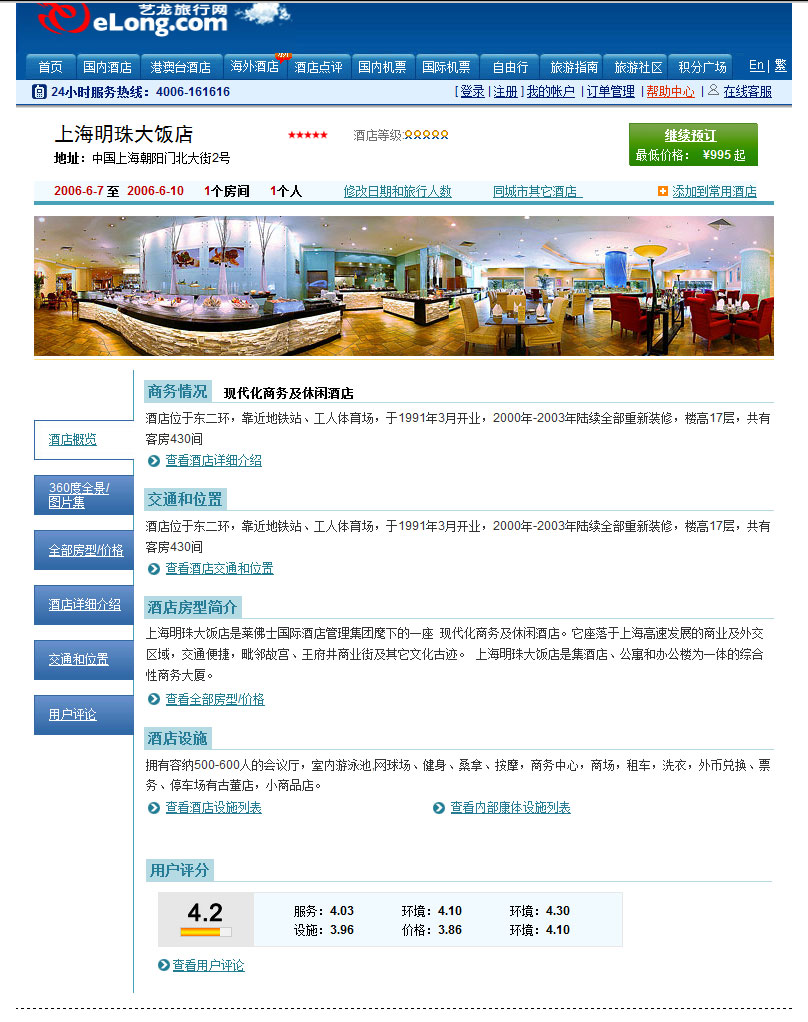 艺龙旅行网
eLong.com
首页 国内酒店 港澳台酒店 海外酒店 酒店点评 国内机票 国际机票 自由行 旅游指南 旅游社区 积分广场 En | 繁
24小时服务热线：4006-161616 [ 登录 | 注册 ] 我的帐户 | 订单管理 | 帮助中心 | 在线客服
上海明珠大饭店 ★★★★★ 酒店等级:
继续预订
地址：中国上海朝阳门北大街2号
最低价格： ¥995 起
2006-6-7 至 2006-6-10 1个房间 1个人 修改日期和旅行人数 同城市其它酒店 添加到常用酒店
商务情况 现代化商务及休闲酒店
酒店位于东二环，靠近地铁站、工人体育场，于1991年3月开业，2000年-2003年陆续全部重新装修，楼高17层，共有
客房430间
查看酒店详细介绍
交通和位置
酒店位于东二环，靠近地铁站、工人体育场，于1991年3月开业，2000年-2003年陆续全部重新装修，楼高17层，共有
客房430间
查看酒店交通和位置
酒店房型简介
上海明珠大饭店是莱佛士国际酒店管理集团麾下的一座 现代化商务及休闲酒店。它座落于上海高速发展的商业及外交
区域，交通便捷，毗邻故宫、王府井商业街及其它文化古迹。 上海明珠大饭店是集酒店、公寓和办公楼为一体的综合
性商务大厦。
查看全部房型/价格
酒店设施
拥有容纳500-600人的会议厅，室内游泳池,网球场、健身、桑拿、按摩，商务中心，商场，租车，洗衣，外币兑换、票
务、停车场有古董店，小商品店。
查看酒店设施列表 查看内部康体设施列表
用户评分
4.2
服务：4.03 环境：4.10 环境：4.30
设施：3.96 价格：3.86 环境：4.10
查看用户评论
酒店概览
360度全景/
图片集
全部房型/价格
酒店详细介绍
交通和位置
用户评论